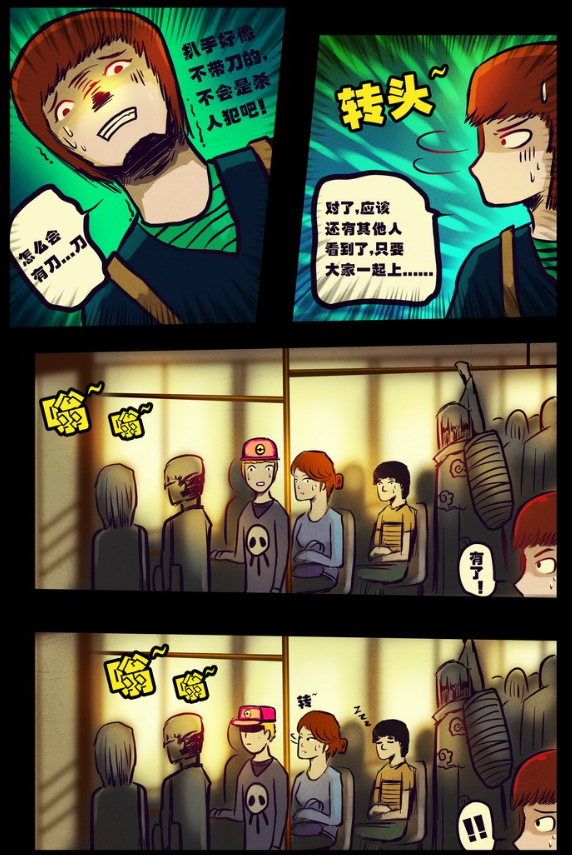 扒手好像
不带刀的,
不会是杀
人犯吧!
怎么会
有刀....刀
转头~
对了,应该
还有其他人
看到了,只要
大家一起上......
嗡~
嗡~
有了!
嗡~
嗡~
转~
zzzz
!!